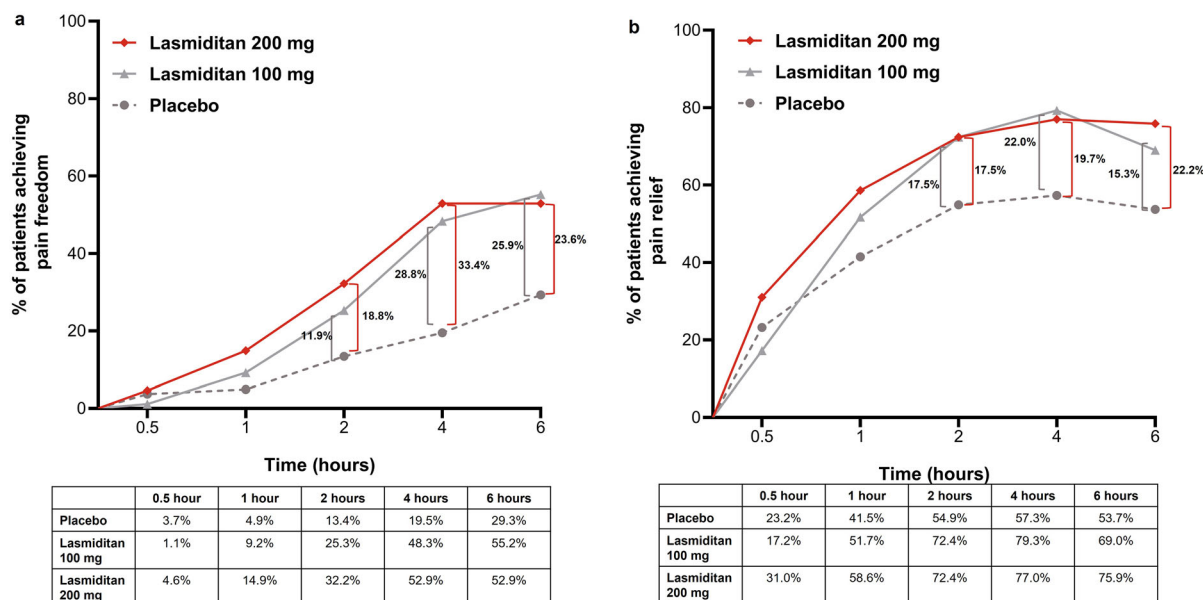 a
100
80
60
40
20
0
% of patients achieving
pain freedom
Lasmiditan 200 mg
Lasmiditan 100 mg
Placebo
11.9%
18.8%
28.8%
33.4%
25.9%
23.6%
0.5 1 2 4 6
Time (hours)
0.5 hour 1 hour 2 hours 4 hours 6 hours
Placebo 3.7% 4.9% 13.4% 19.5% 29.3%
Lasmiditan 1.1% 9.2% 25.3% 48.3% 55.2%
100 mg
Lasmiditan 4.6% 14.9% 32.2% 52.9% 52.9%
200 mg
b
100
80
60
40
20
0
% of patients achieving
pain relief
Lasmiditan 200 mg
Lasmiditan 100 mg
Placebo
17.5%
17.5%
22.0%
19.7%
15.3%
22.2%
0.5 1 2 4 6
Time (hours)
0.5 hour 1 hour 2 hours 4 hours 6 hours
Placebo 23.2% 41.5% 54.9% 57.3% 53.7%
Lasmiditan 17.2% 51.7% 72.4% 79.3% 69.0%
100 mg
Lasmiditan 31.0% 58.6% 72.4% 77.0% 75.9%
200 mg